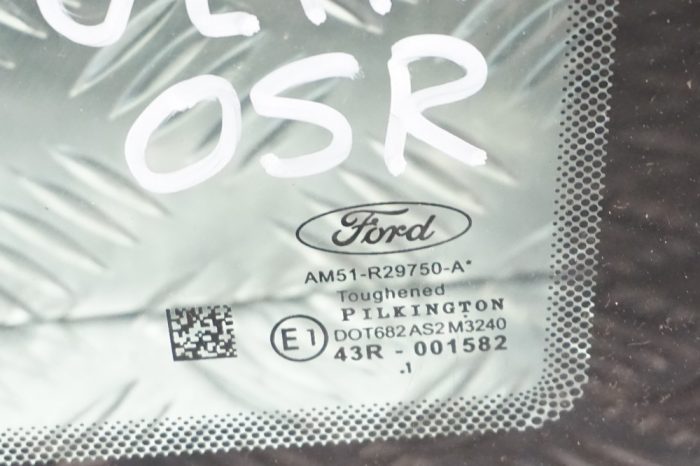 OSR
Ford
AM51-R29750-A*
Toughened
PILKINGTON
E1
DOT682 AS2 M3240
43R - 001582
.1